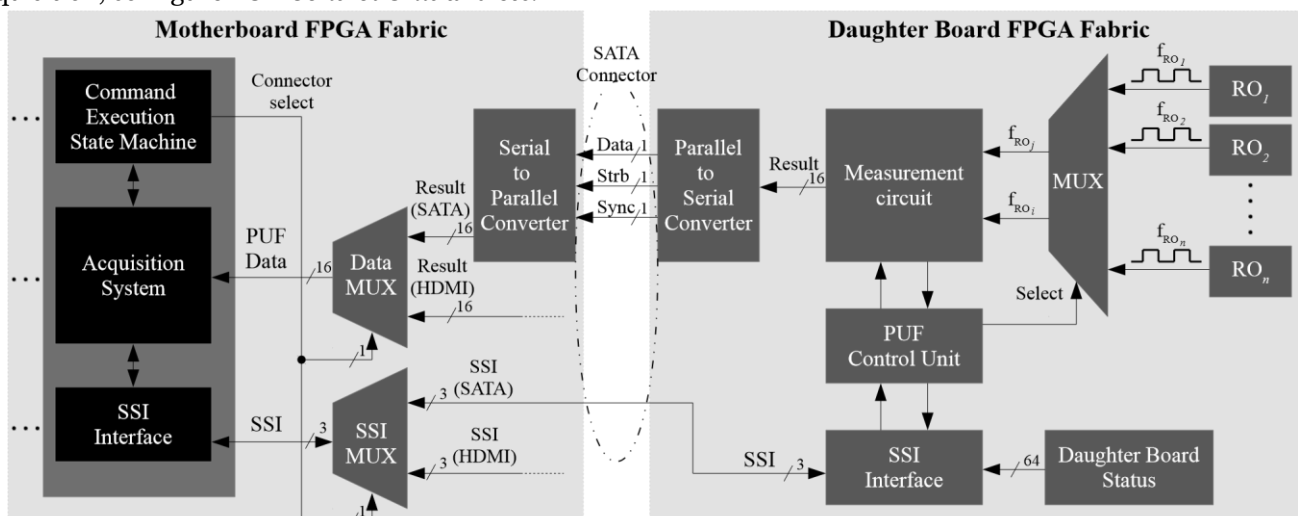 Motherboard FPGA Fabric
Daughter Board FPGA Fabric
SATA
Connector
Command
Execution
State Machine
Connector
select
Acquisition
System
SSI
Interface
PUF
Data
16
SSI
3
Data
MUX
1
SSI
MUX
1
Result
(SATA)
16
Result
(HDMI)
16
SSI
(SATA)
3
SSI
(HDMI)
3
Serial
to
Parallel
Converter
Data
1
Strb
1
Sync
1
Parallel
to
Serial
Converter
Result
16
Measurement
circuit
fROj
fROi
MUX
fRO1
RO1
fRO2
RO2
fROn
ROn
Select
PUF
Control Unit
SSI
3
SSI
Interface
64
Daughter Board
Status